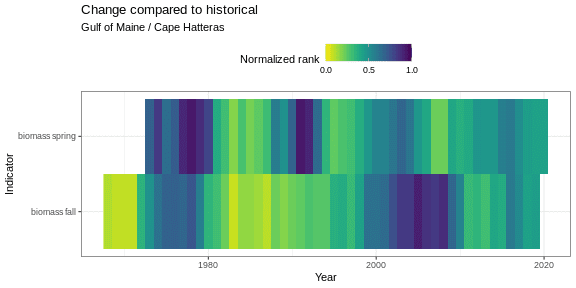 Change compared to historical
Gulf of Maine / Cape Hatteras
Normalized rank
0.0 0.5 1.0
biomass spring
biomass fall
Indicator
1980 2000 2020
Year